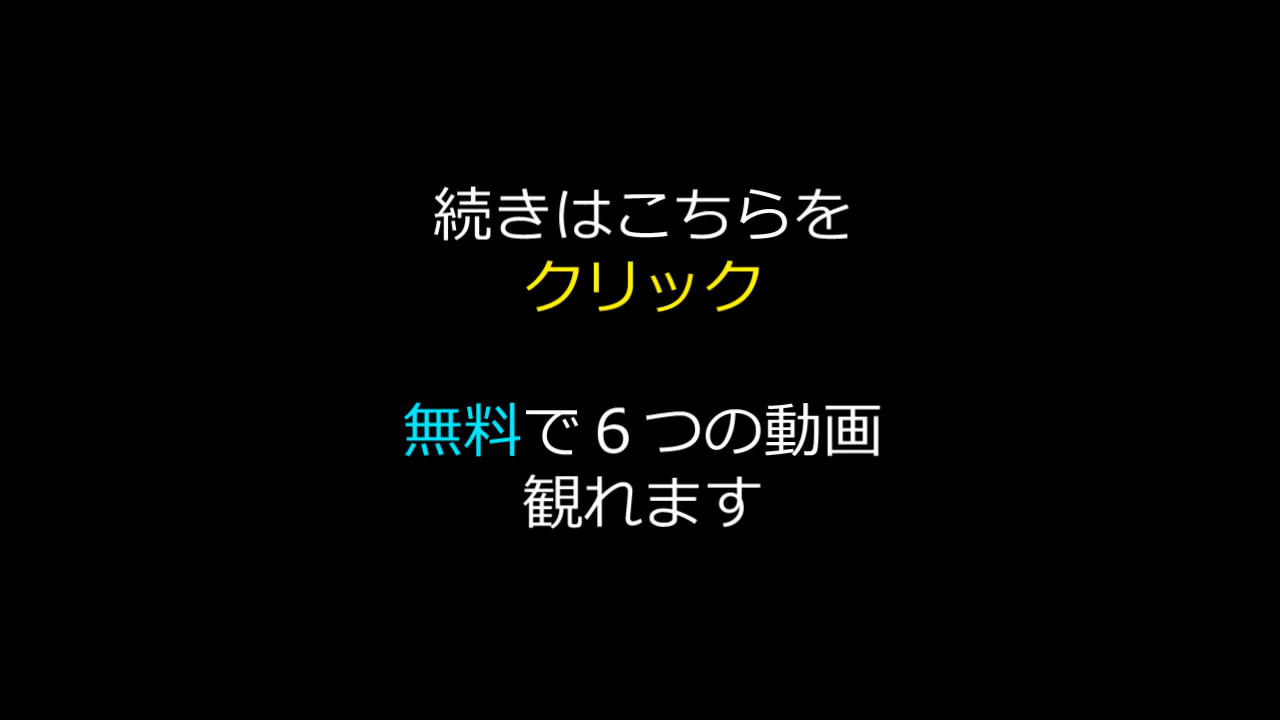 続きはこちらを
クリック
無料で６つの動画
観れます